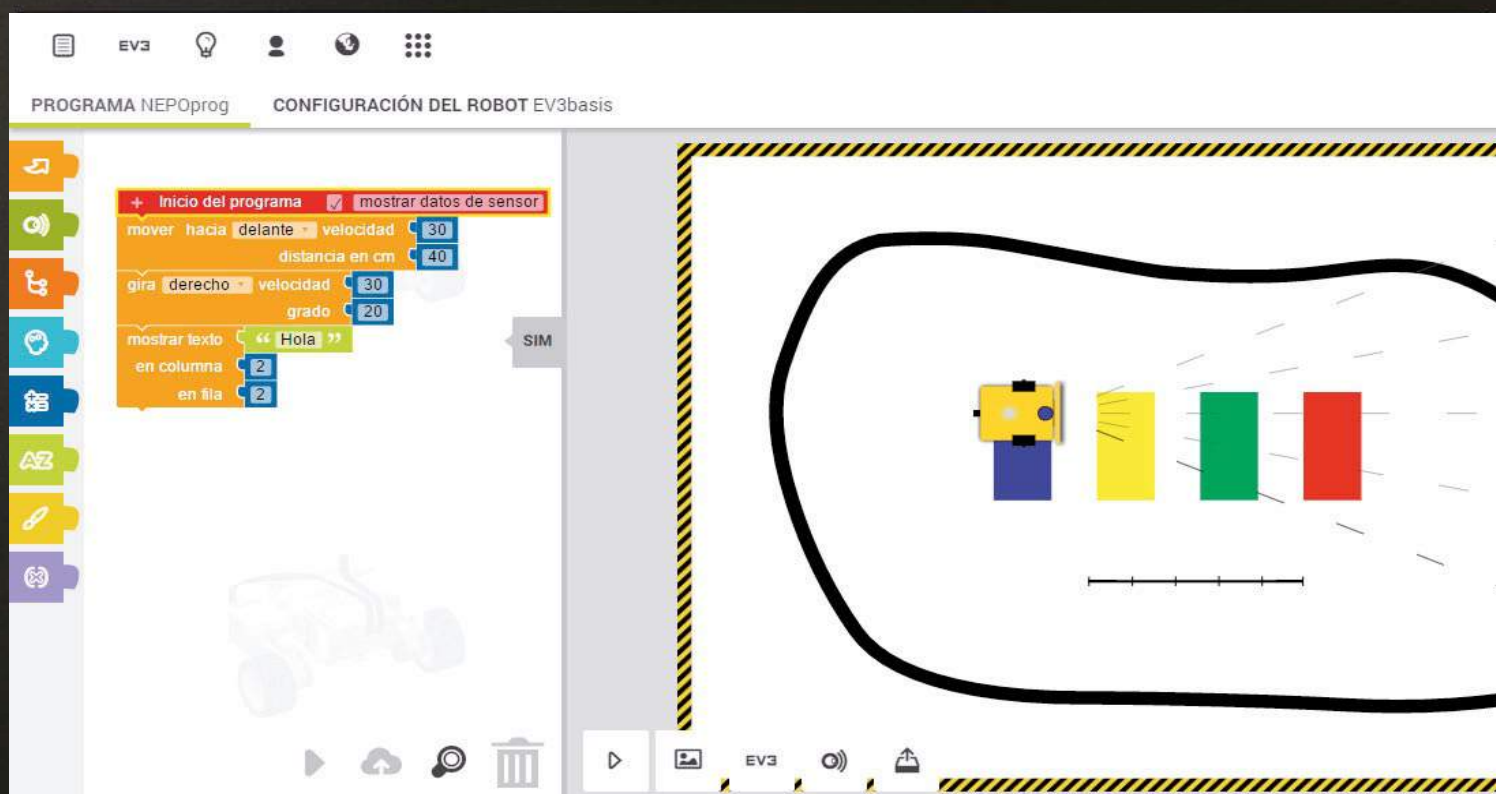 EV3
PROGRAMA NEPOprog CONFIGURACIÓN DEL ROBOT EV3basis
+ Inicio del programa mostrar datos de sensor
mover hacia delante velocidad 30
distancia en cm 40
gira derecho velocidad 30
grado 20
mostrar texto “ Hola ”
en columna 2
en fila 2
SIM
AZ
EV3